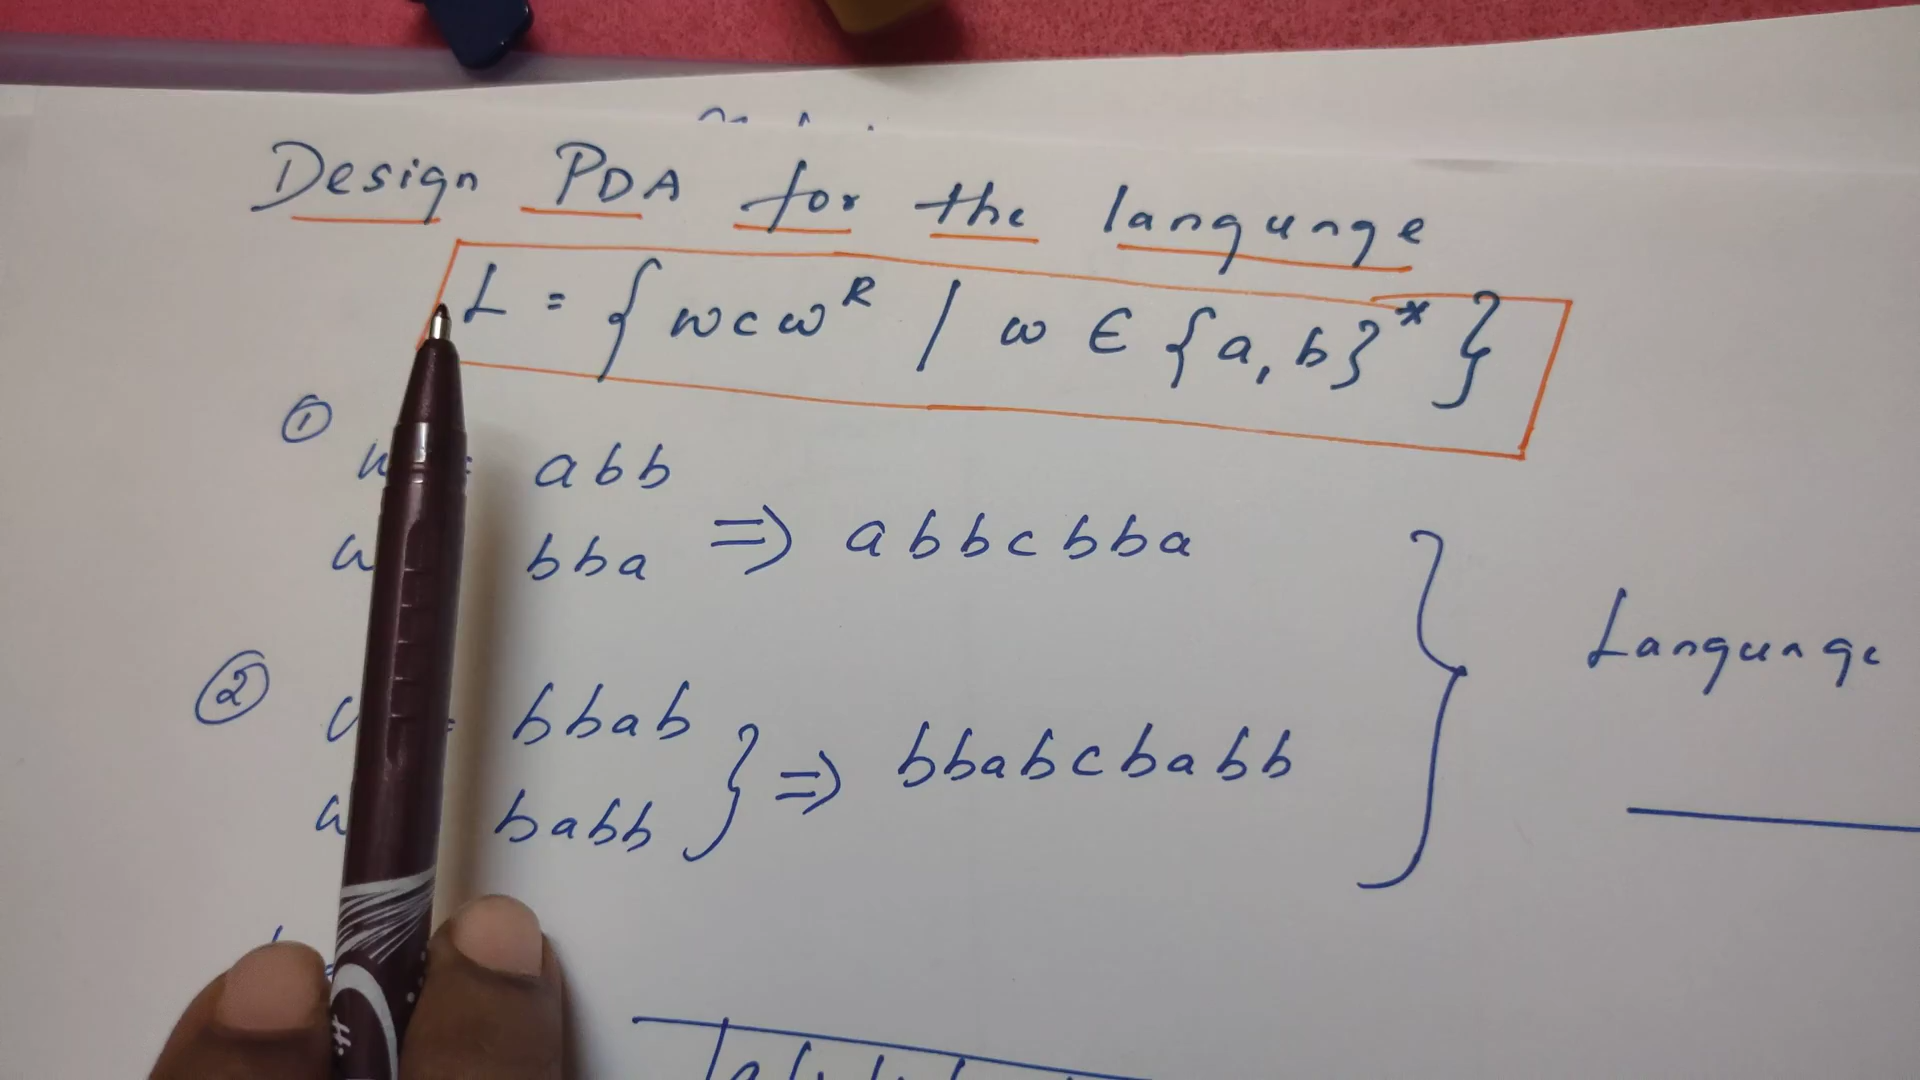 Design PDA for the language
L = { wcw^R / w ∈ {a, b}* }
①
= abb
bba ⇒ abbcbba
② = bbab
babb } ⇒ bbabcbabb
} Language